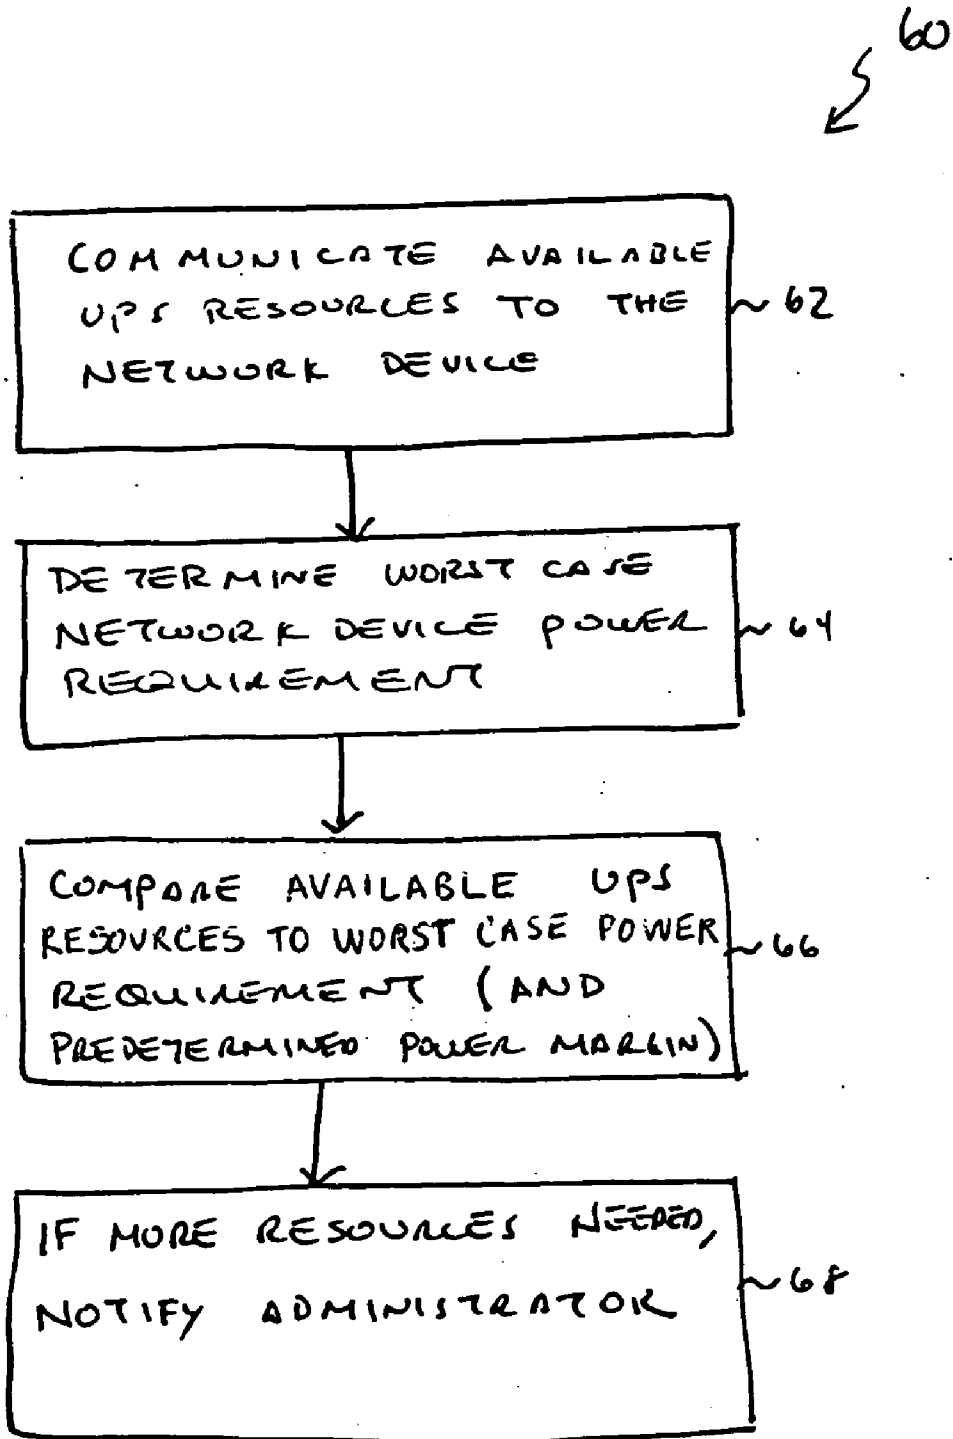 60
COMMUNICATE AVAILABLE
UPS RESOURCES TO THE
NETWORK DEVICE
~ 62
DETERMINE WORST CASE
NETWORK DEVICE POWER
REQUIREMENT
~ 64
COMPARE AVAILABLE UPS
RESOURCES TO WORST CASE POWER
REQUIREMENT (AND
PREDETERMINED POWER MARGIN)
~ 66
IF MORE RESOURCES NEEDED,
NOTIFY ADMINISTRATOR
~ 68